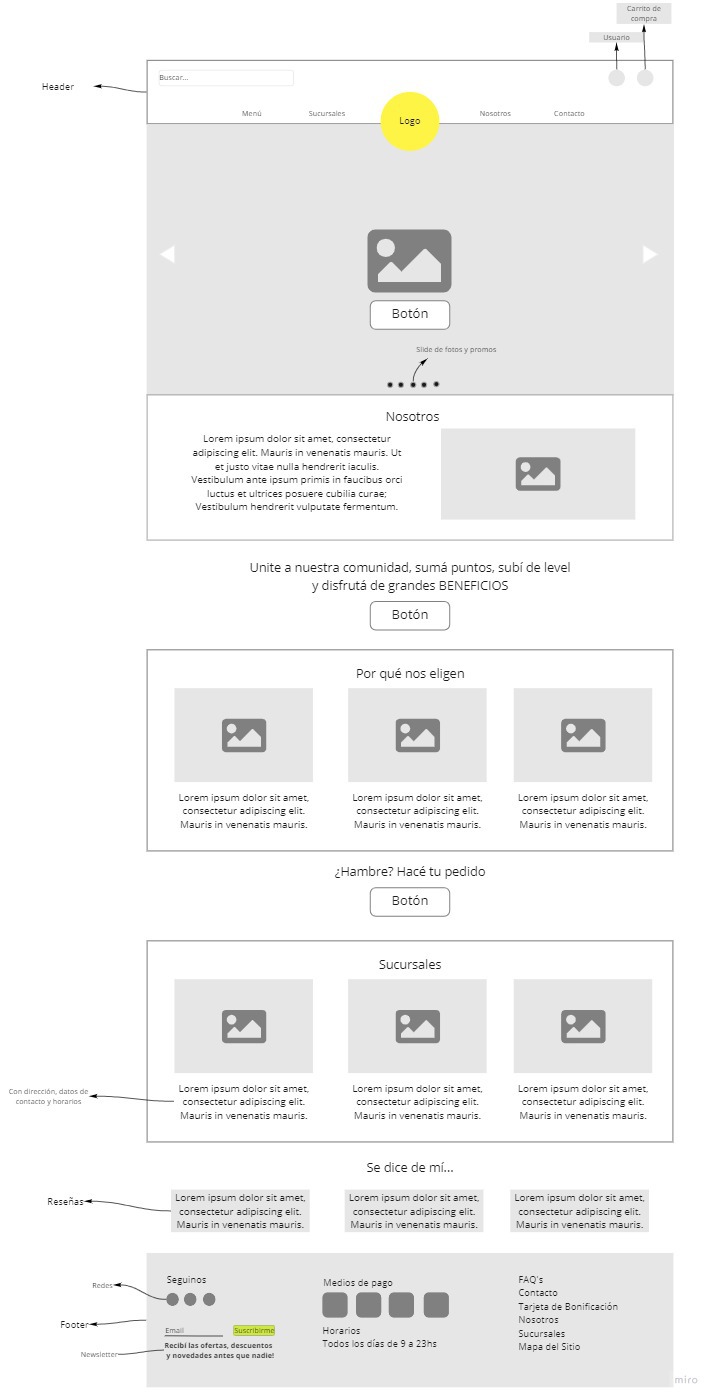 Carrito de
compra
Usuario
Header
Buscar...
Menú
Sucursales
Logo
Nosotros
Contacto
Botón
Slide de fotos y promos
Nosotros
Lorem ipsum dolor sit amet, consectetur
adipiscing elit. Mauris in venenatis mauris. Ut
et justo vitae nulla hendrerit iaculis.
Vestibulum ante ipsum primis in faucibus orci
luctus et ultrices posuere cubilia curae;
Vestibulum hendrerit vulputate fermentum.
Unite a nuestra comunidad, sumá puntos, subí de level
y disfrutá de grandes BENEFICIOS
Botón
Por qué nos eligen
Lorem ipsum dolor sit amet,
consectetur adipiscing elit.
Mauris in venenatis mauris.
Lorem ipsum dolor sit amet,
consectetur adipiscing elit.
Mauris in venenatis mauris.
Lorem ipsum dolor sit amet,
consectetur adipiscing elit.
Mauris in venenatis mauris.
¿Hambre? Hacé tu pedido
Botón
Sucursales
Con dirección, datos de
contacto y horarios
Lorem ipsum dolor sit amet,
consectetur adipiscing elit.
Mauris in venenatis mauris.
Lorem ipsum dolor sit amet,
consectetur adipiscing elit.
Mauris in venenatis mauris.
Lorem ipsum dolor sit amet,
consectetur adipiscing elit.
Mauris in venenatis mauris.
Se dice de mí...
Reseñas
Lorem ipsum dolor sit amet,
consectetur adipiscing elit.
Mauris in venenatis mauris.
Lorem ipsum dolor sit amet,
consectetur adipiscing elit.
Mauris in venenatis mauris.
Lorem ipsum dolor sit amet,
consectetur adipiscing elit.
Mauris in venenatis mauris.
Redes
Footer
Newsletter
Seguinos
Email
Suscribirme
Recibí las ofertas, descuentos
y novedades antes que nadie!
Medios de pago
Horarios
Todos los días de 9 a 23hs
FAQ's
Contacto
Tarjeta de Bonificación
Nosotros
Sucursales
Mapa del Sitio
miro